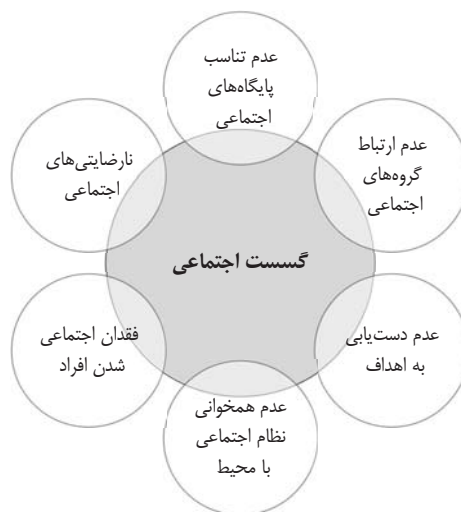 عدم تناسب
پایگاه‌های
اجتماعی
عدم ارتباط
گروه‌های
اجتماعی
نارضایتی‌های
اجتماعی
گسست اجتماعی
عدم دست‌یابی
به اهداف
فقدان اجتماعی
شدن افراد
عدم همخوانی
نظام اجتماعی
با محیط